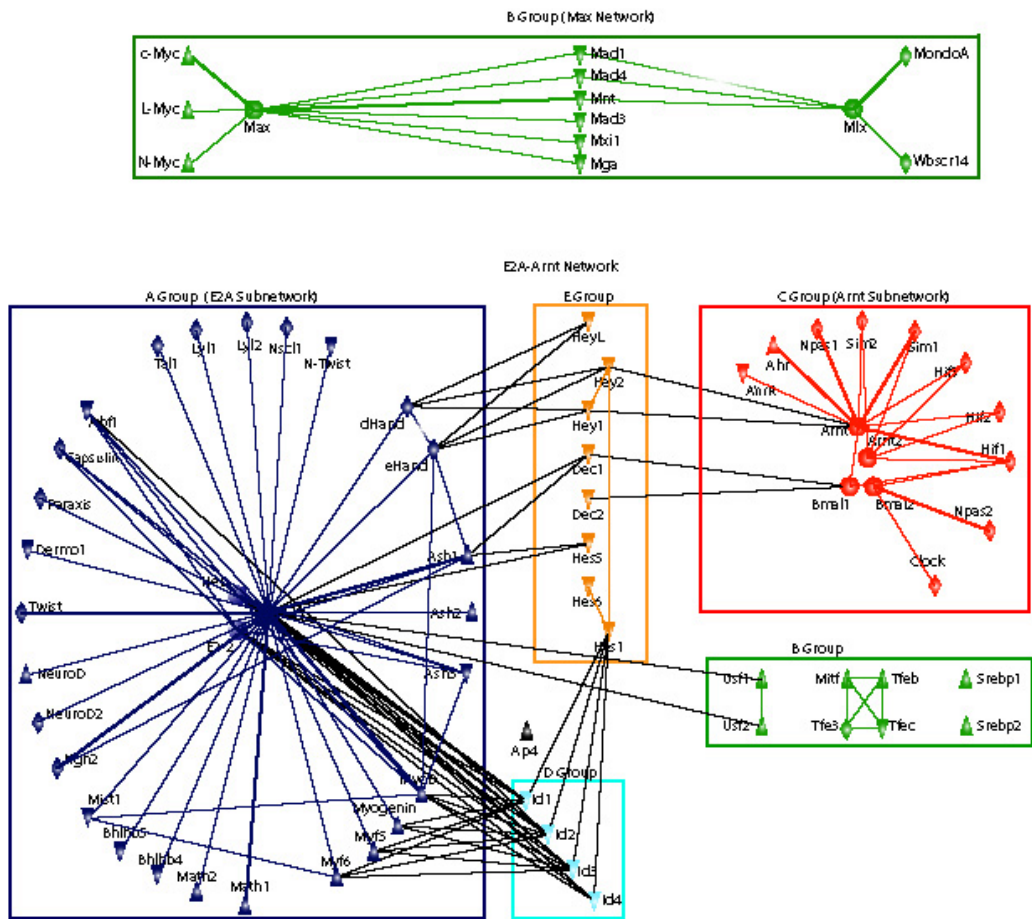 B Group (Max Network)
c-Myc
L-Myc
N-Myc
Max
Mad1
Mad4
Mnt
Mad3
Mxi1
Mga
Mlx
MondoA
Wbscr14
E2A-Arnt Network
A Group (E2A Subnetwork)
E Group
C Group (Arnt Subnetwork)
Tal1
Lyl1
Lyl2
Nscl1
N-Twist
dHand
eHand
Capsulin
Paraxis
Dermo1
Twist
NeuroD
NeuroD2
Ngn2
Mist1
Bhlhb5
Bhlhb4
Math2
Math1
Myf6
Myf5
Myogenin
MyoD
Ash3
Ash2
Ash1
HeyL
Hey2
Hey1
Dec1
Dec2
Hes5
Hes6
Hes1
Ahrr
Ahr
Npas1
Sim2
Sim1
Hif3
Hif2
Hif1
Arnt
Arnt2
Bmal1
Bmal2
Npas2
Clock
B Group
Usf1
Usf2
Mitf
Tfeb
Tfe3
Tfec
Srebp1
Srebp2
Ap4
D Group
Id1
Id2
Id3
Id4